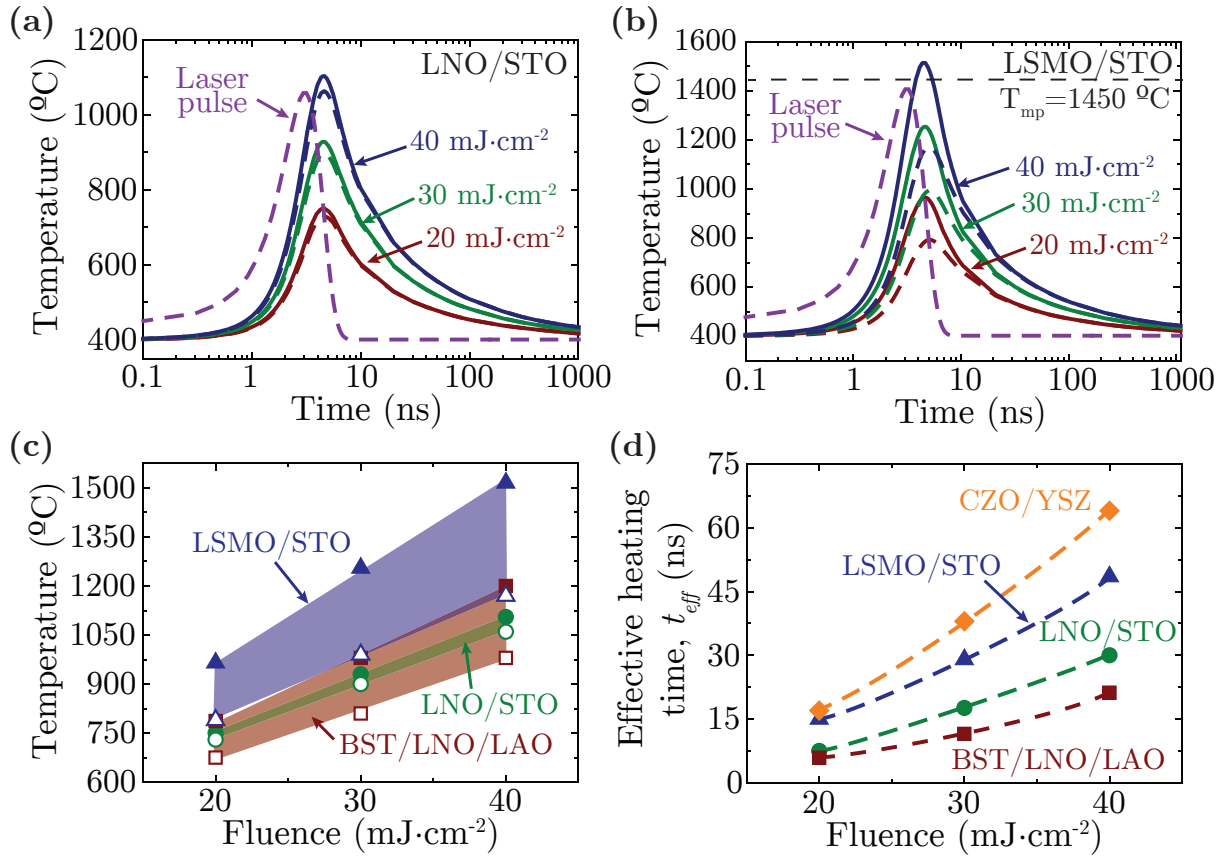 (a)
1200
1000
800
600
400
Temperature (ºC)
LNO/STO
Laser
pulse
40 mJ·cm-2
30 mJ·cm-2
20 mJ·cm-2
0.1 1 10 100 1000
Time (ns)
(b)
1600
1400
1200
1000
800
600
400
Temperature (ºC)
LSMO/STO
Tmp=1450 ºC
Laser
pulse
40 mJ·cm-2
30 mJ·cm-2
20 mJ·cm-2
0.1 1 10 100 1000
Time (ns)
(c)
1500
1350
1200
1050
900
750
600
Temperature (ºC)
LSMO/STO
LNO/STO
BST/LNO/LAO
20 30 40
Fluence (mJ·cm-2)
(d)
75
60
45
30
15
0
Effective heating
time, teff (ns)
CZO/YSZ
LSMO/STO
LNO/STO
BST/LNO/LAO
20 30 40
Fluence (mJ·cm-2)